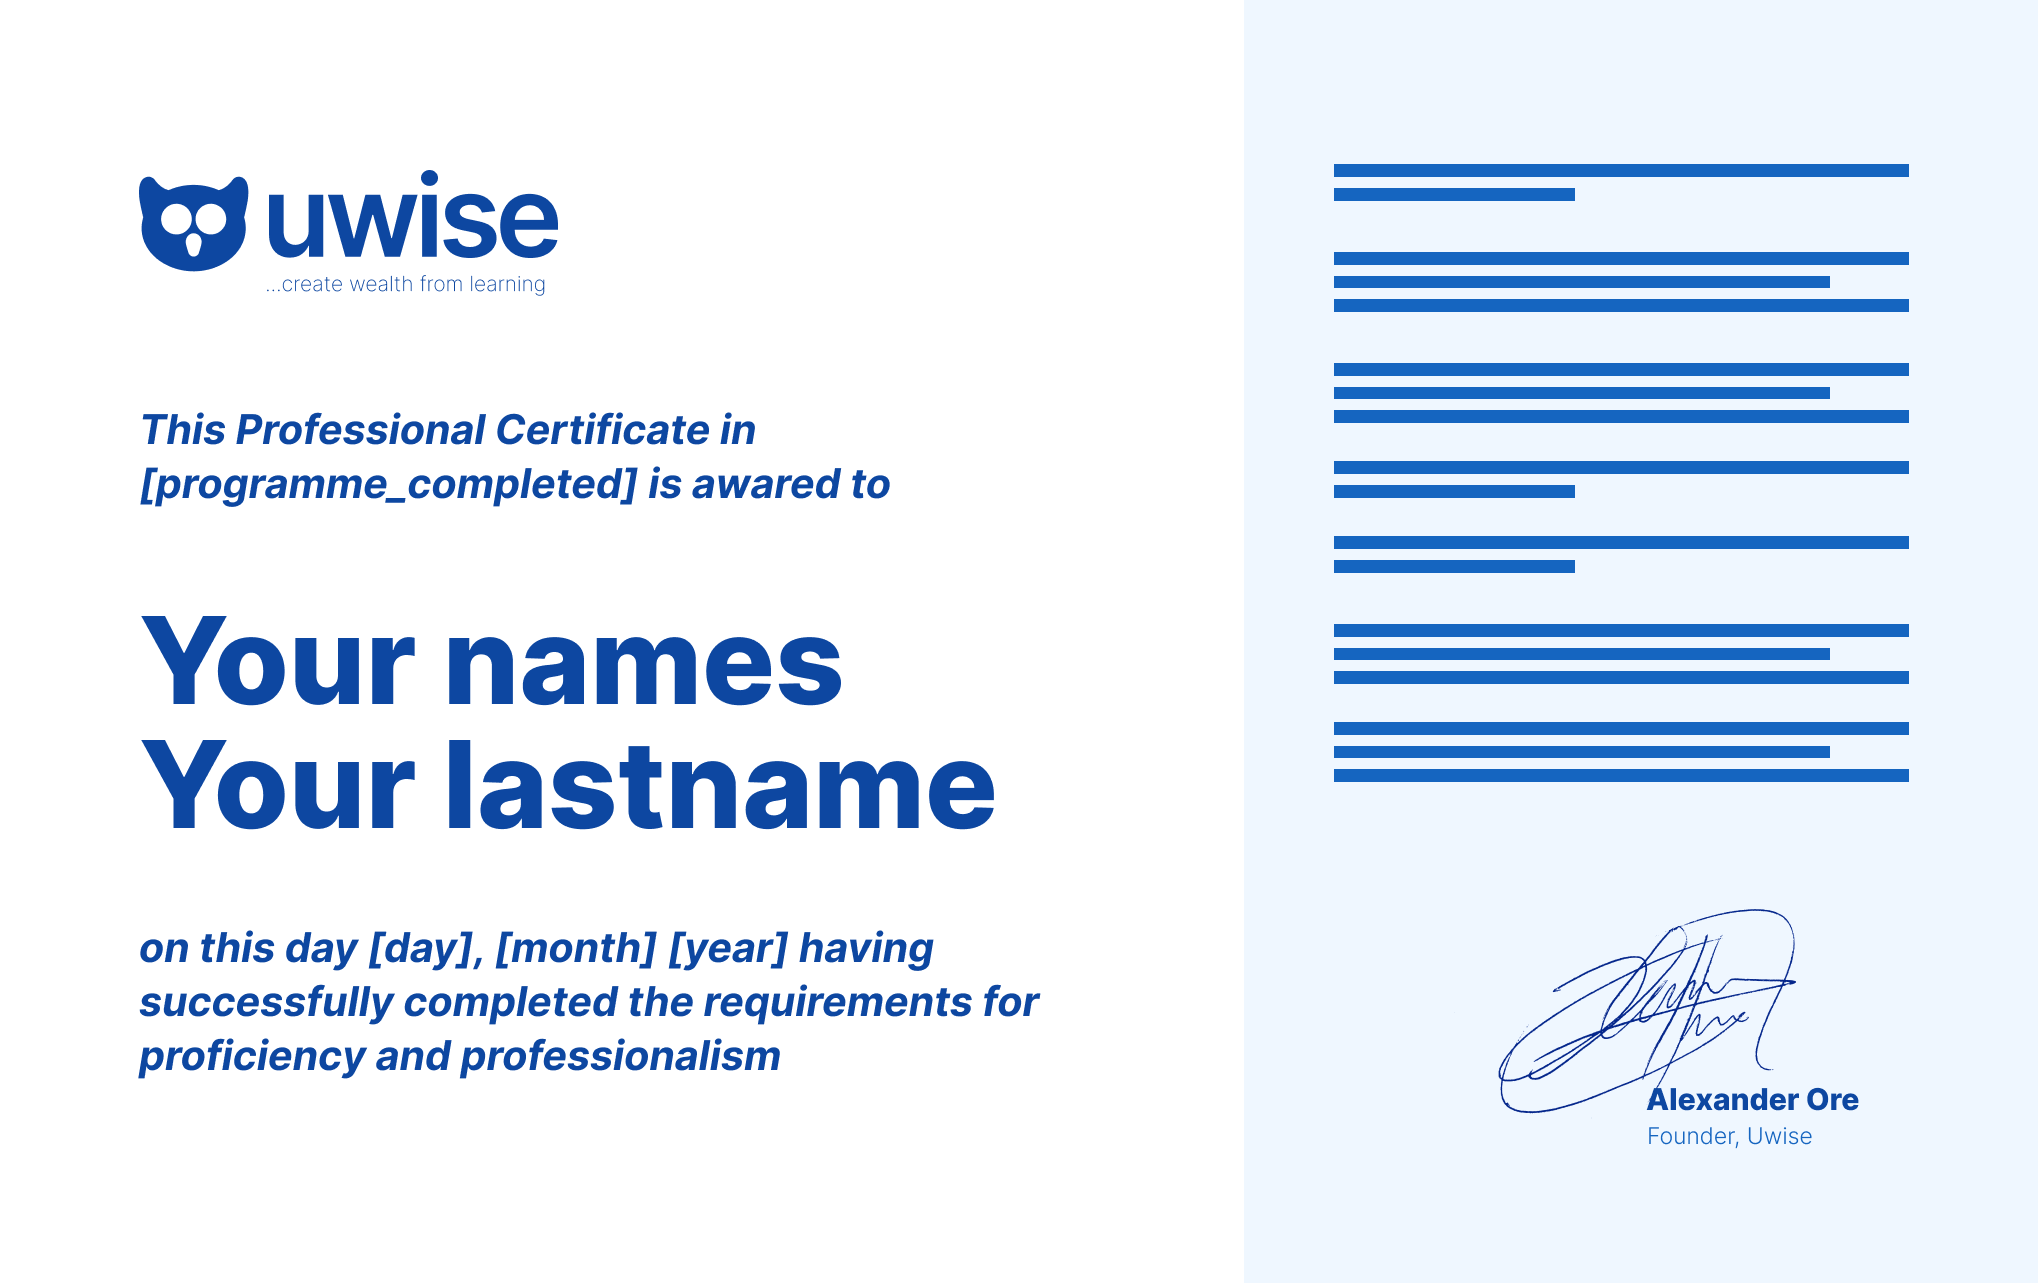 uwise
...create wealth from learning
This Professional Certificate in
[programme_completed] is awared to
Your names
Your lastname
on this day [day], [month] [year] having
successfully completed the requirements for
proficiency and professionalism
Alexander Ore
Founder, Uwise